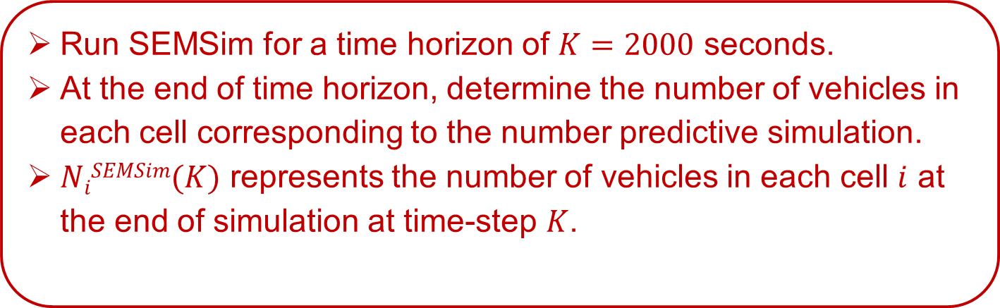 ➢ Run SEMSim for a time horizon of K = 2000 seconds.
➢ At the end of time horizon, determine the number of vehicles in
each cell corresponding to the number predictive simulation.
➢ N_i^{SEMSim}(K) represents the number of vehicles in each cell i at
the end of simulation at time-step K.